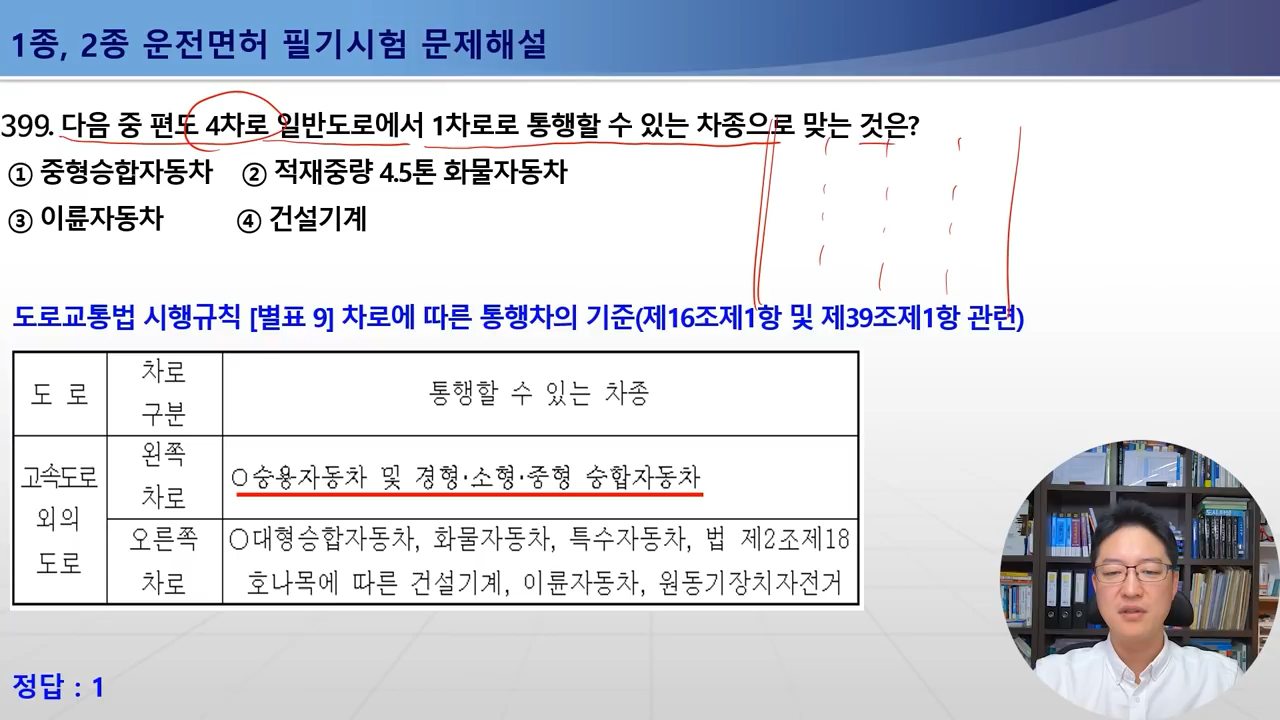 1종, 2종 운전면허 필기시험 문제해설
399. 다음 중 편도 4차로 일반도로에서 1차로로 통행할 수 있는 차종으로 맞는 것은?
① 중형승합자동차 ② 적재중량 4.5톤 화물자동차
③ 이륜자동차 ④ 건설기계
도로교통법 시행규칙 [별표 9] 차로에 따른 통행차의 기준(제16조제1항 및 제39조제1항 관련)
도 로
차로
구분
통행할 수 있는 차종
고속도로
외의
도로
왼쪽
차로
○승용자동차 및 경형·소형·중형 승합자동차
오른쪽
차로
○대형승합자동차, 화물자동차, 특수자동차, 법 제2조제18
호나목에 따른 건설기계, 이륜자동차, 원동기장치자전거
정답 : 1